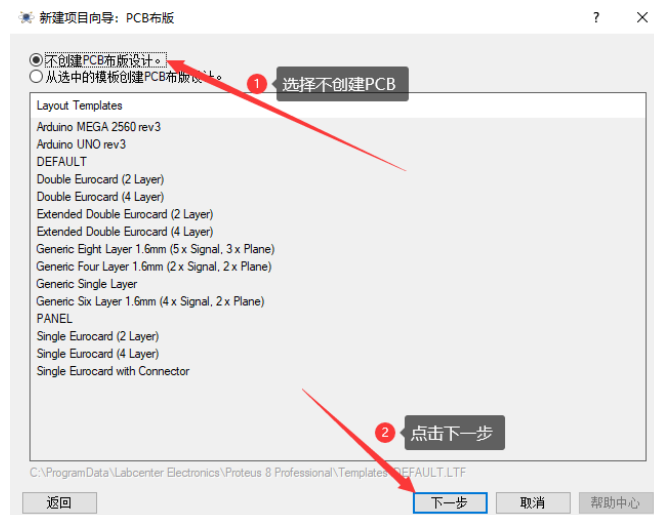 新建项目向导：PCB布版
? ×
不创建PCB布版设计。
从选中的模板创建PCB布版设计。
1 选择不创建PCB
Layout Templates
Arduino MEGA 2560 rev3
Arduino UNO rev3
DEFAULT
Double Eurocard (2 Layer)
Double Eurocard (4 Layer)
Extended Double Eurocard (2 Layer)
Extended Double Eurocard (4 Layer)
Generic Eight Layer 1.6mm (5 x Signal, 3 x Plane)
Generic Four Layer 1.6mm (2 x Signal, 2 x Plane)
Generic Single Layer
Generic Six Layer 1.6mm (4 x Signal, 2 x Plane)
PANEL
Single Eurocard (2 Layer)
Single Eurocard (4 Layer)
Single Eurocard with Connector
2 点击下一步
C:\ProgramData\Labcenter Electronics\Proteus 8 Professional\Templates\DEFAULT.LTF
返回 下一步 取消 帮助中心